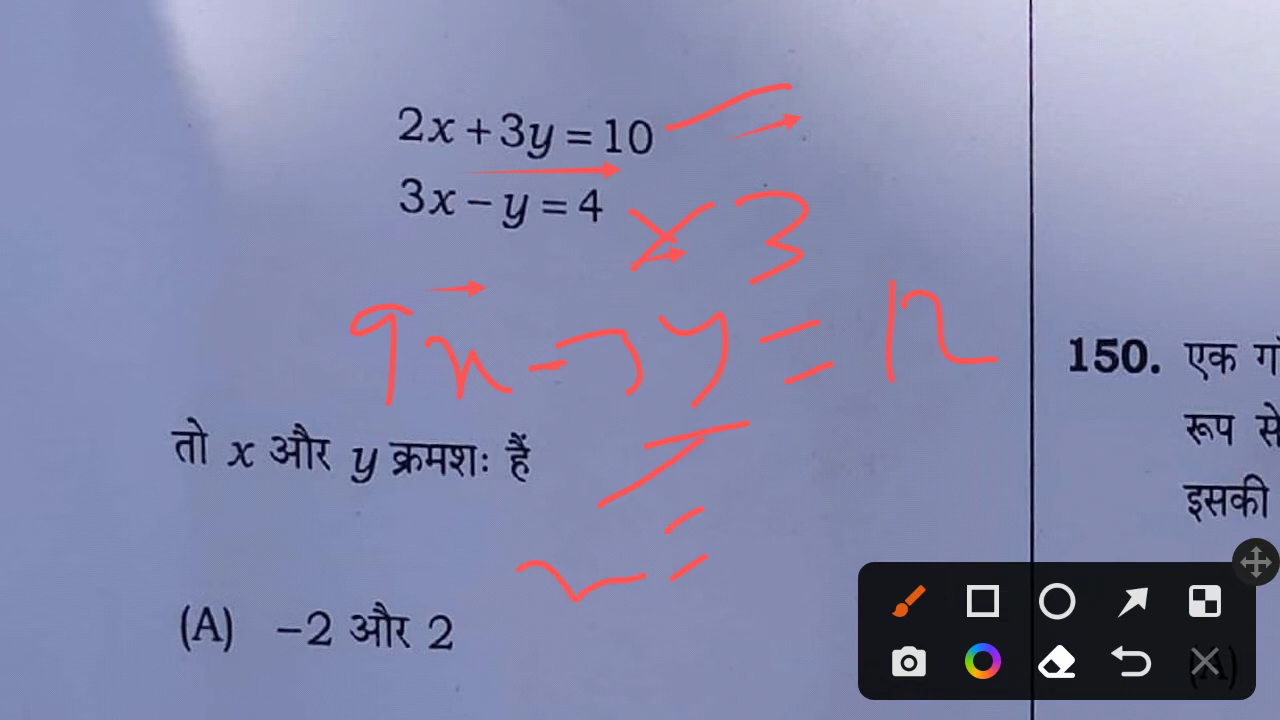 2x + 3y = 10
3x − y = 4
× 3
9x − 3y = 12
तो x और y क्रमशः हैं
(A) −2 और 2
150. एक
रूप से
इसकी
(A)